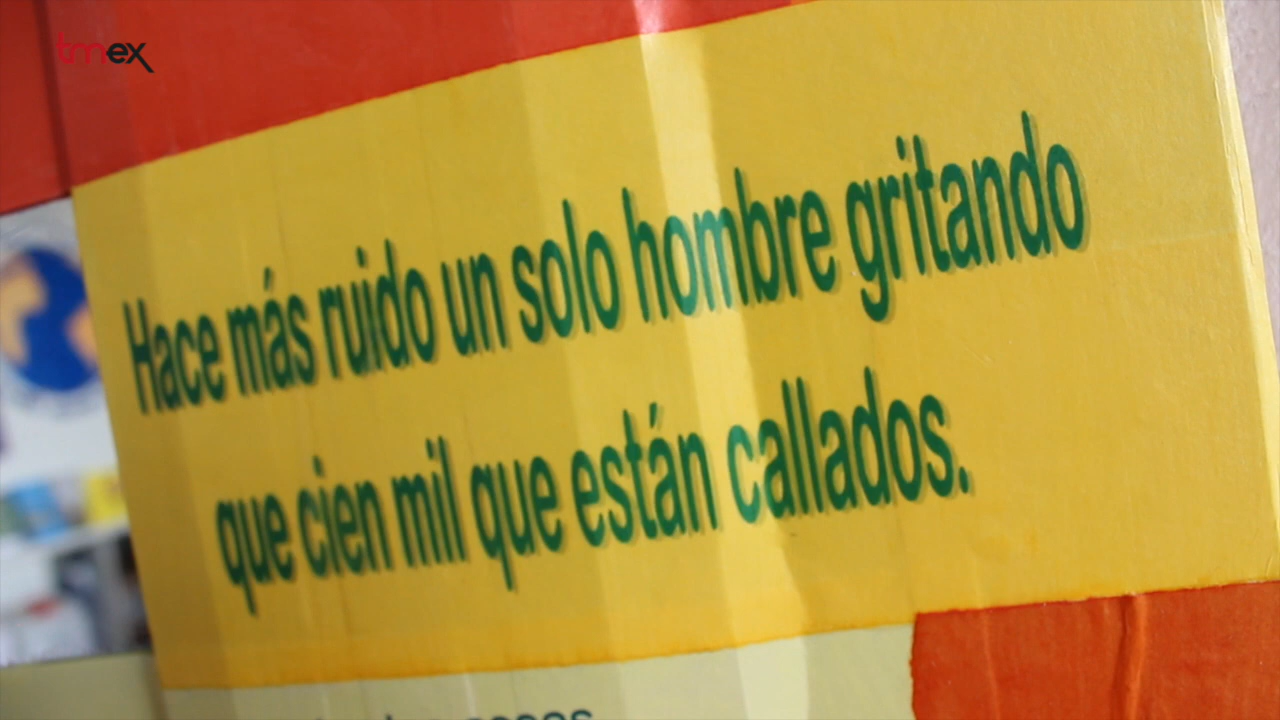 tmex
Hace más ruido un solo hombre gritando
que cien mil que están callados.